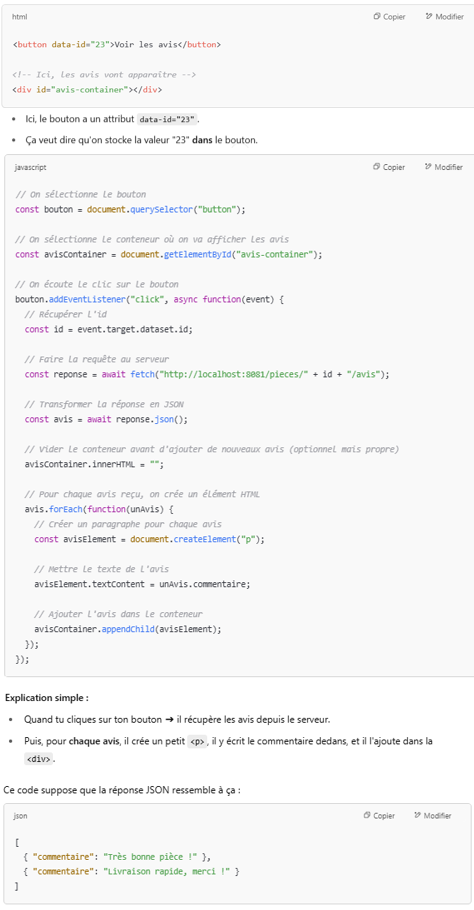 html
Copier
Modifier
<button data-id="23">Voir les avis</button>
<!-- Ici, les avis vont apparaître -->
<div id="avis-container"></div>
• Ici, le bouton a un attribut data-id="23".
• Ça veut dire qu'on stocke la valeur "23" dans le bouton.
javascript
Copier
Modifier
// On sélectionne le bouton
const bouton = document.querySelector("button");
// On sélectionne le conteneur où on va afficher les avis
const avisContainer = document.getElementById("avis-container");
// On écoute le clic sur le bouton
bouton.addEventListener("click", async function(event) {
// Récupérer l'id
const id = event.target.dataset.id;
// Faire la requête au serveur
const reponse = await fetch("http://localhost:8081/pieces/" + id + "/avis");
// Transformer la réponse en JSON
const avis = await reponse.json();
// Vider le conteneur avant d'ajouter de nouveaux avis (optionnel mais propre)
avisContainer.innerHTML = "";
// Pour chaque avis reçu, on crée un élément HTML
avis.forEach(function(unAvis) {
// Créer un paragraphe pour chaque avis
const avisElement = document.createElement("p");
// Mettre le texte de l'avis
avisElement.textContent = unAvis.commentaire;
// Ajouter l'avis dans le conteneur
avisContainer.appendChild(avisElement);
});
});
Explication simple :
• Quand tu cliques sur ton bouton ➔ il récupère les avis depuis le serveur.
• Puis, pour chaque avis, il crée un petit <p>, il y écrit le commentaire dedans, et il l'ajoute dans la
<div>.
Ce code suppose que la réponse JSON ressemble à ça :
json
Copier
Modifier
[
{ "commentaire": "Très bonne pièce !" },
{ "commentaire": "Livraison rapide, merci !" }
]